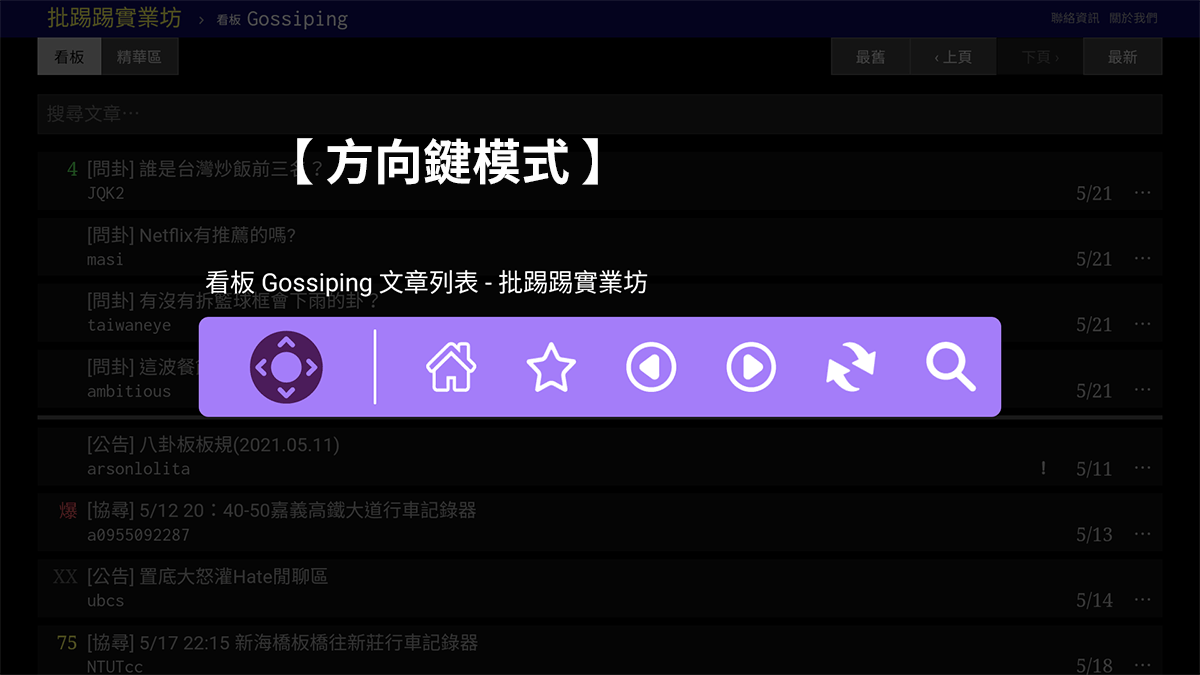 批踢踢實業坊 › 看板 Gossiping 聯絡資訊 關於我們
看板 精華區 最舊 ‹ 上頁 下頁 › 最新
搜尋文章⋯
【方向鍵模式】
4 [問卦] 誰是台灣炒飯前三名？
JQK2 5/21 ⋯
[問卦] Netflix有推薦的嗎?
masi 5/21 ⋯
看板 Gossiping 文章列表 - 批踢踢實業坊
[問卦] 有沒有拆籃球框會下雨的卦？
taiwaneye 5/21 ⋯
[問卦] 這波餐
ambitious 5/21 ⋯
[公告] 八卦板板規(2021.05.11)
arsonlolita ! 5/11 ⋯
爆 [協尋] 5/12 20：40-50嘉義高鐵大道行車記錄器
a0955092287 5/13 ⋯
XX [公告] 置底大怒灌Hate閒聊區
ubcs 5/14 ⋯
75 [協尋] 5/17 22:15 新海橋板橋往新莊行車記錄器
NTUTcc 5/18 ⋯